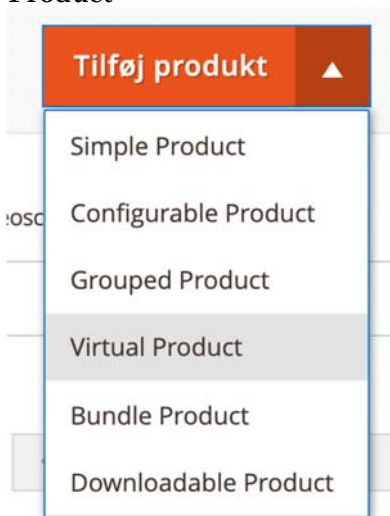 Product
Tilføj produkt
Simple Product
Configurable Product
Grouped Product
Virtual Product
Bundle Product
Downloadable Product